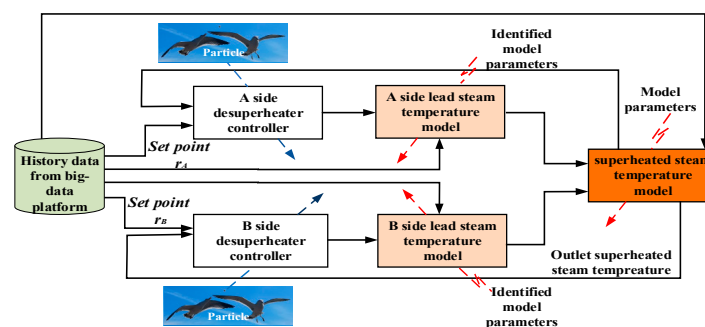 Particle
Identified
model
parameters
A side
desuperheater
controller
A side lead steam
temperature
model
Model
parameters
History data
from big-
data
platform
Set point
rA
superheated steam
temperature
model
Set point
rB
B side
desuperheater
controller
B side lead steam
temperature
model
Outlet superheated
steam tempreature
Particle
Identified
model
parameters